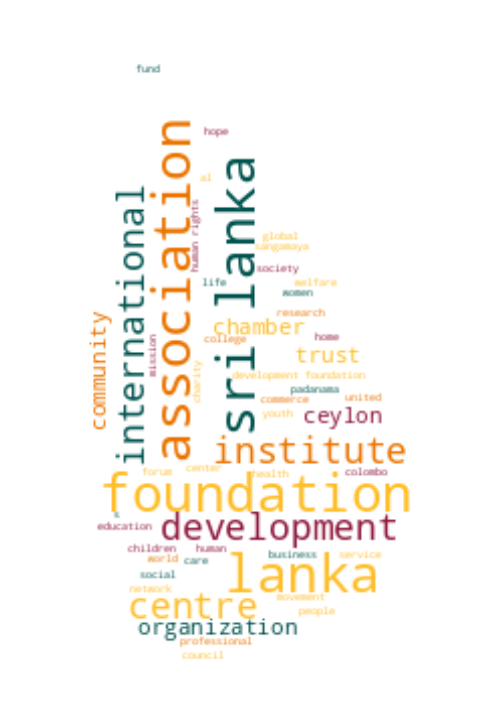 fund
association
hope
sri lanka
al
international
human rights
global
sangamaya
society
life
welfare
women
community
research
chamber
mission
college
home
trust
charity
development foundation
padanama
commerce
united
youth
ceylon
institute
forum
center
health
colombo
foundation
s
education
development
children
human
business
service
world
care
lanka
social
network
movement
centre
people
organization
professional
council